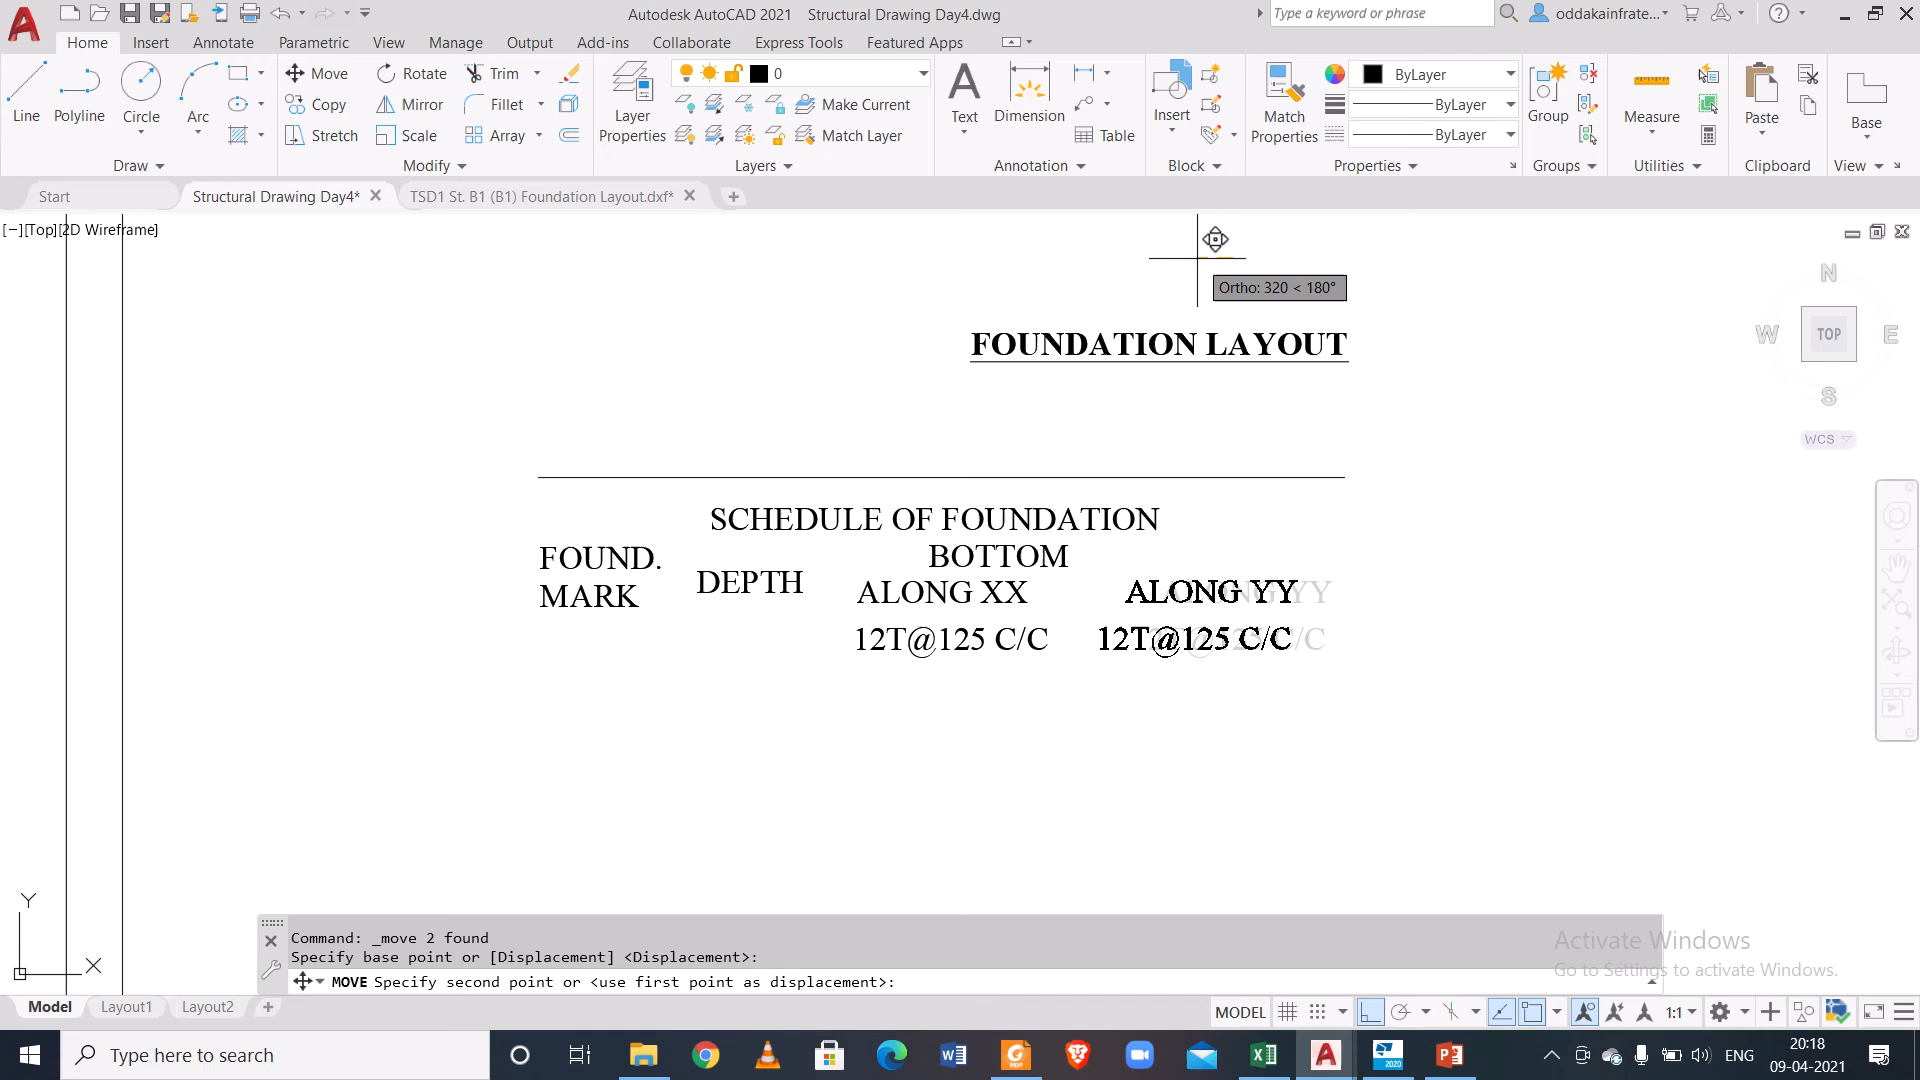 Autodesk AutoCAD 2021 Structural Drawing Day4.dwg
Type a keyword or phrase
oddakainfrate...
Home Insert Annotate Parametric View Manage Output Add-ins Collaborate Express Tools Featured Apps
Line Polyline Circle Arc
Move Rotate Trim
Copy Mirror Fillet
Stretch Scale Array
Layer Properties
0
Make Current
Match Layer
Text Dimension Table
Insert
Match Properties
ByLayer
ByLayer
ByLayer
Group Measure Paste Base
Draw Modify Layers Annotation Block Properties Groups Utilities Clipboard View
Start Structural Drawing Day4* TSD1 St. B1 (B1) Foundation Layout.dxf*
[−][Top][2D Wireframe]
N
W TOP E
S
WCS
Ortho: 320 < 180°
FOUNDATION LAYOUT
SCHEDULE OF FOUNDATION
FOUND.
MARK
DEPTH
BOTTOM
ALONG XX ALONG YY
12T@125 C/C 12T@125 C/C
Y
X
Command: _move 2 found
Specify base point or [Displacement] <Displacement>:
MOVE Specify second point or <use first point as displacement>:
Activate Windows
Go to Settings to activate Windows.
Model Layout1 Layout2
MODEL 1:1
Type here to search
ENG
20:18
09-04-2021